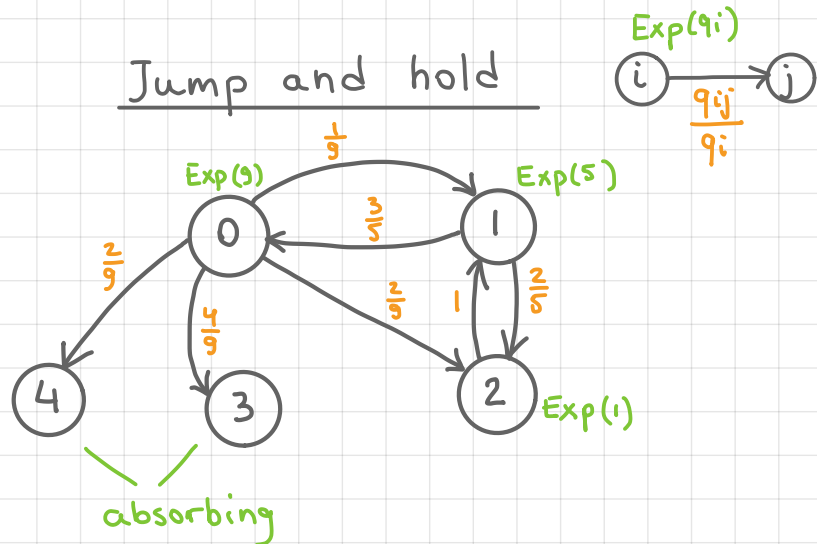 Exp(qi)
Jump and hold
i
j
qij
qi
1/9
Exp(9)
Exp(5)
0
3/5
1
2/9
4/9
2/9
1
2/5
4
3
2
Exp(1)
absorbing